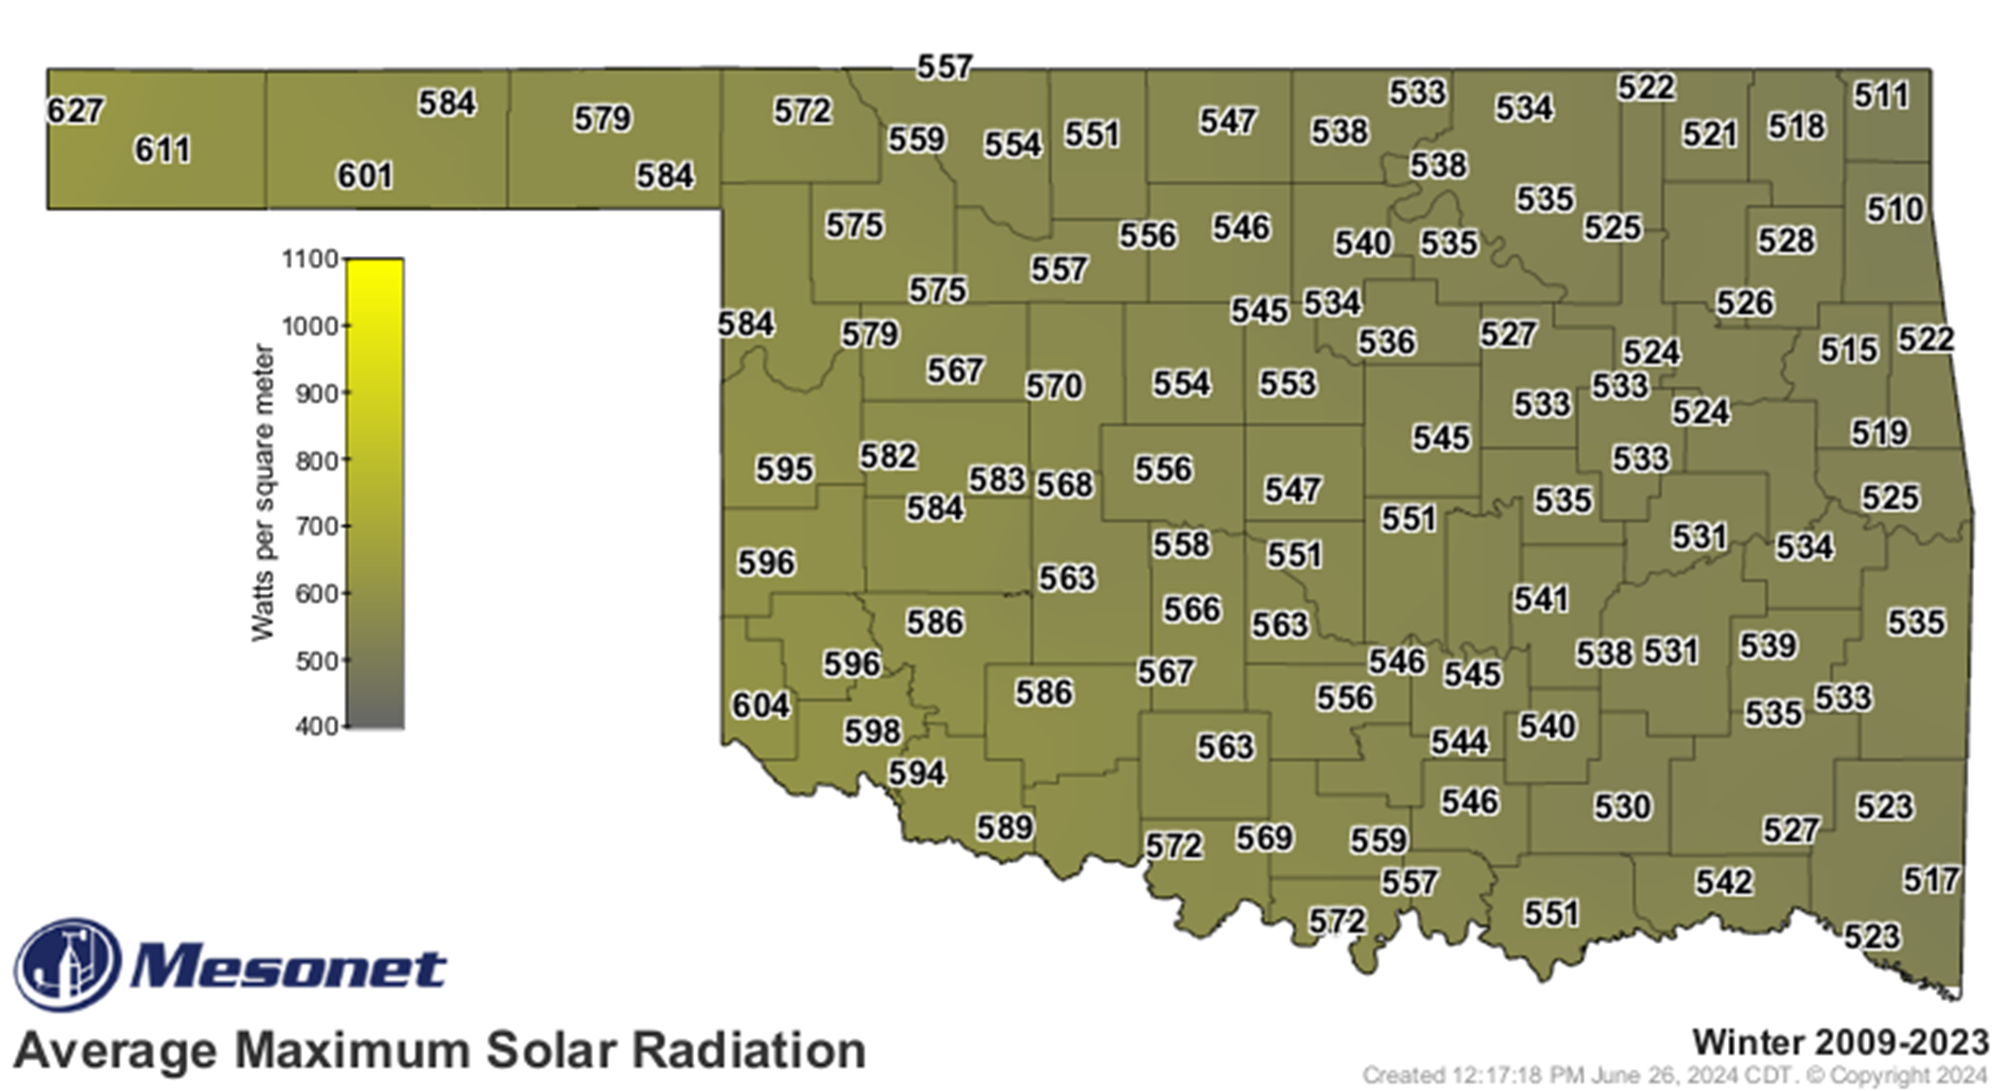 557
627 584 579 572 533 534 522 511
611 601 584 559 554 551 547 538 538 521 518
535 510
575 556 546 540 535 525 528
557
575
584 579 545 534 536 527 526
524 515 522
567 570 554 553 533 533 524
595 582 583 568 556 547 545 533 519
584 551 535 525
596 563 558 551 531 534
541
586 566 563 535
596 567 546 545 538 531 539
604 586 556 535 533
598 563 544 540
594
589 546 530 527 523
572 569 559
557 542 517
572 551 523
1100
1000
900
800
700
600
500
400
Watts per square meter
Mesonet
Average Maximum Solar Radiation
Winter 2009-2023
Created 12:17:18 PM June 26, 2024 CDT. © Copyright 2024